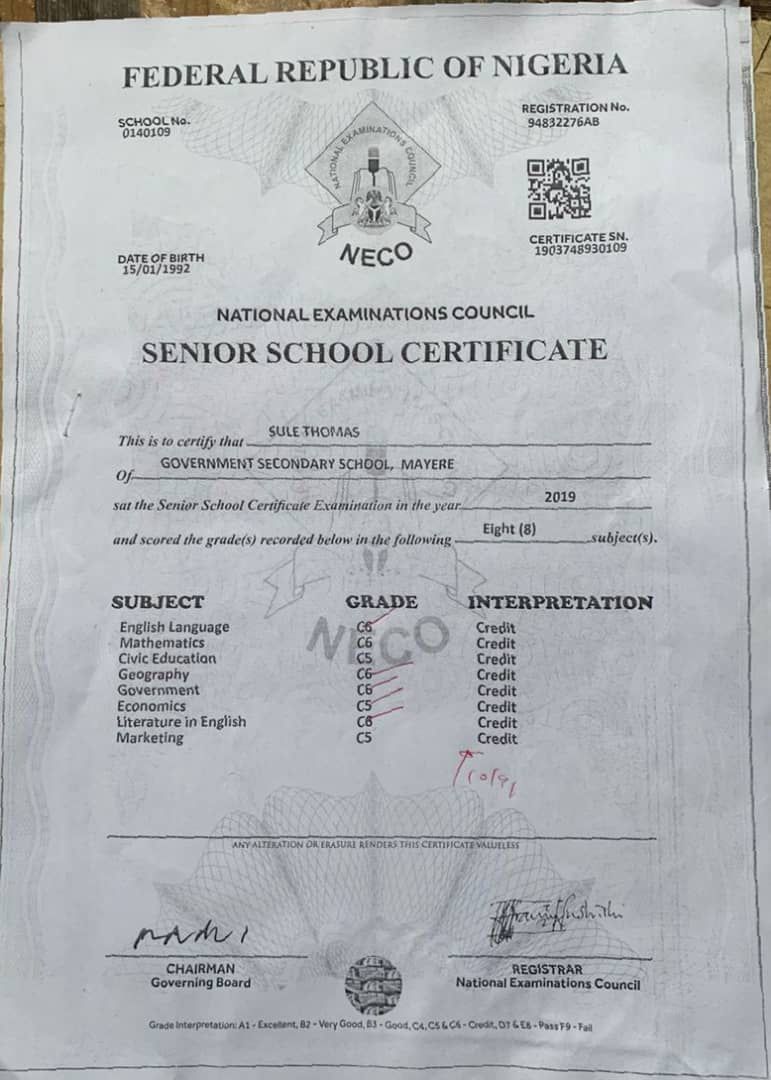 FEDERAL REPUBLIC OF NIGERIA
SCHOOL No.
0140109
REGISTRATION No.
94832276AB
NATIONAL EXAMINATIONS COUNCIL
NECO
DATE OF BIRTH
15/01/1992
CERTIFICATE SN.
1903748930109
NATIONAL EXAMINATIONS COUNCIL
SENIOR SCHOOL CERTIFICATE
This is to certify that SULE THOMAS
Of GOVERNMENT SECONDARY SCHOOL, MAYERE
sat the Senior School Certificate Examination in the year 2019
and scored the grade(s) recorded below in the following Eight (8) subject(s).
SUBJECT GRADE INTERPRETATION
English Language C6 Credit
Mathematics C6 Credit
Civic Education C5 Credit
Geography C6 Credit
Government C6 Credit
Economics C5 Credit
Literature in English C6 Credit
Marketing C5 Credit
NECO
ANY ALTERATION OR ERASURE RENDERS THIS CERTIFICATE VALUELESS
CHAIRMAN
Governing Board
REGISTRAR
National Examinations Council
Grade Interpretation: A1 - Excellent, B2 - Very Good, B3 - Good, C4, C5 & C6 - Credit, D7 & E8 - Pass F9 - Fail